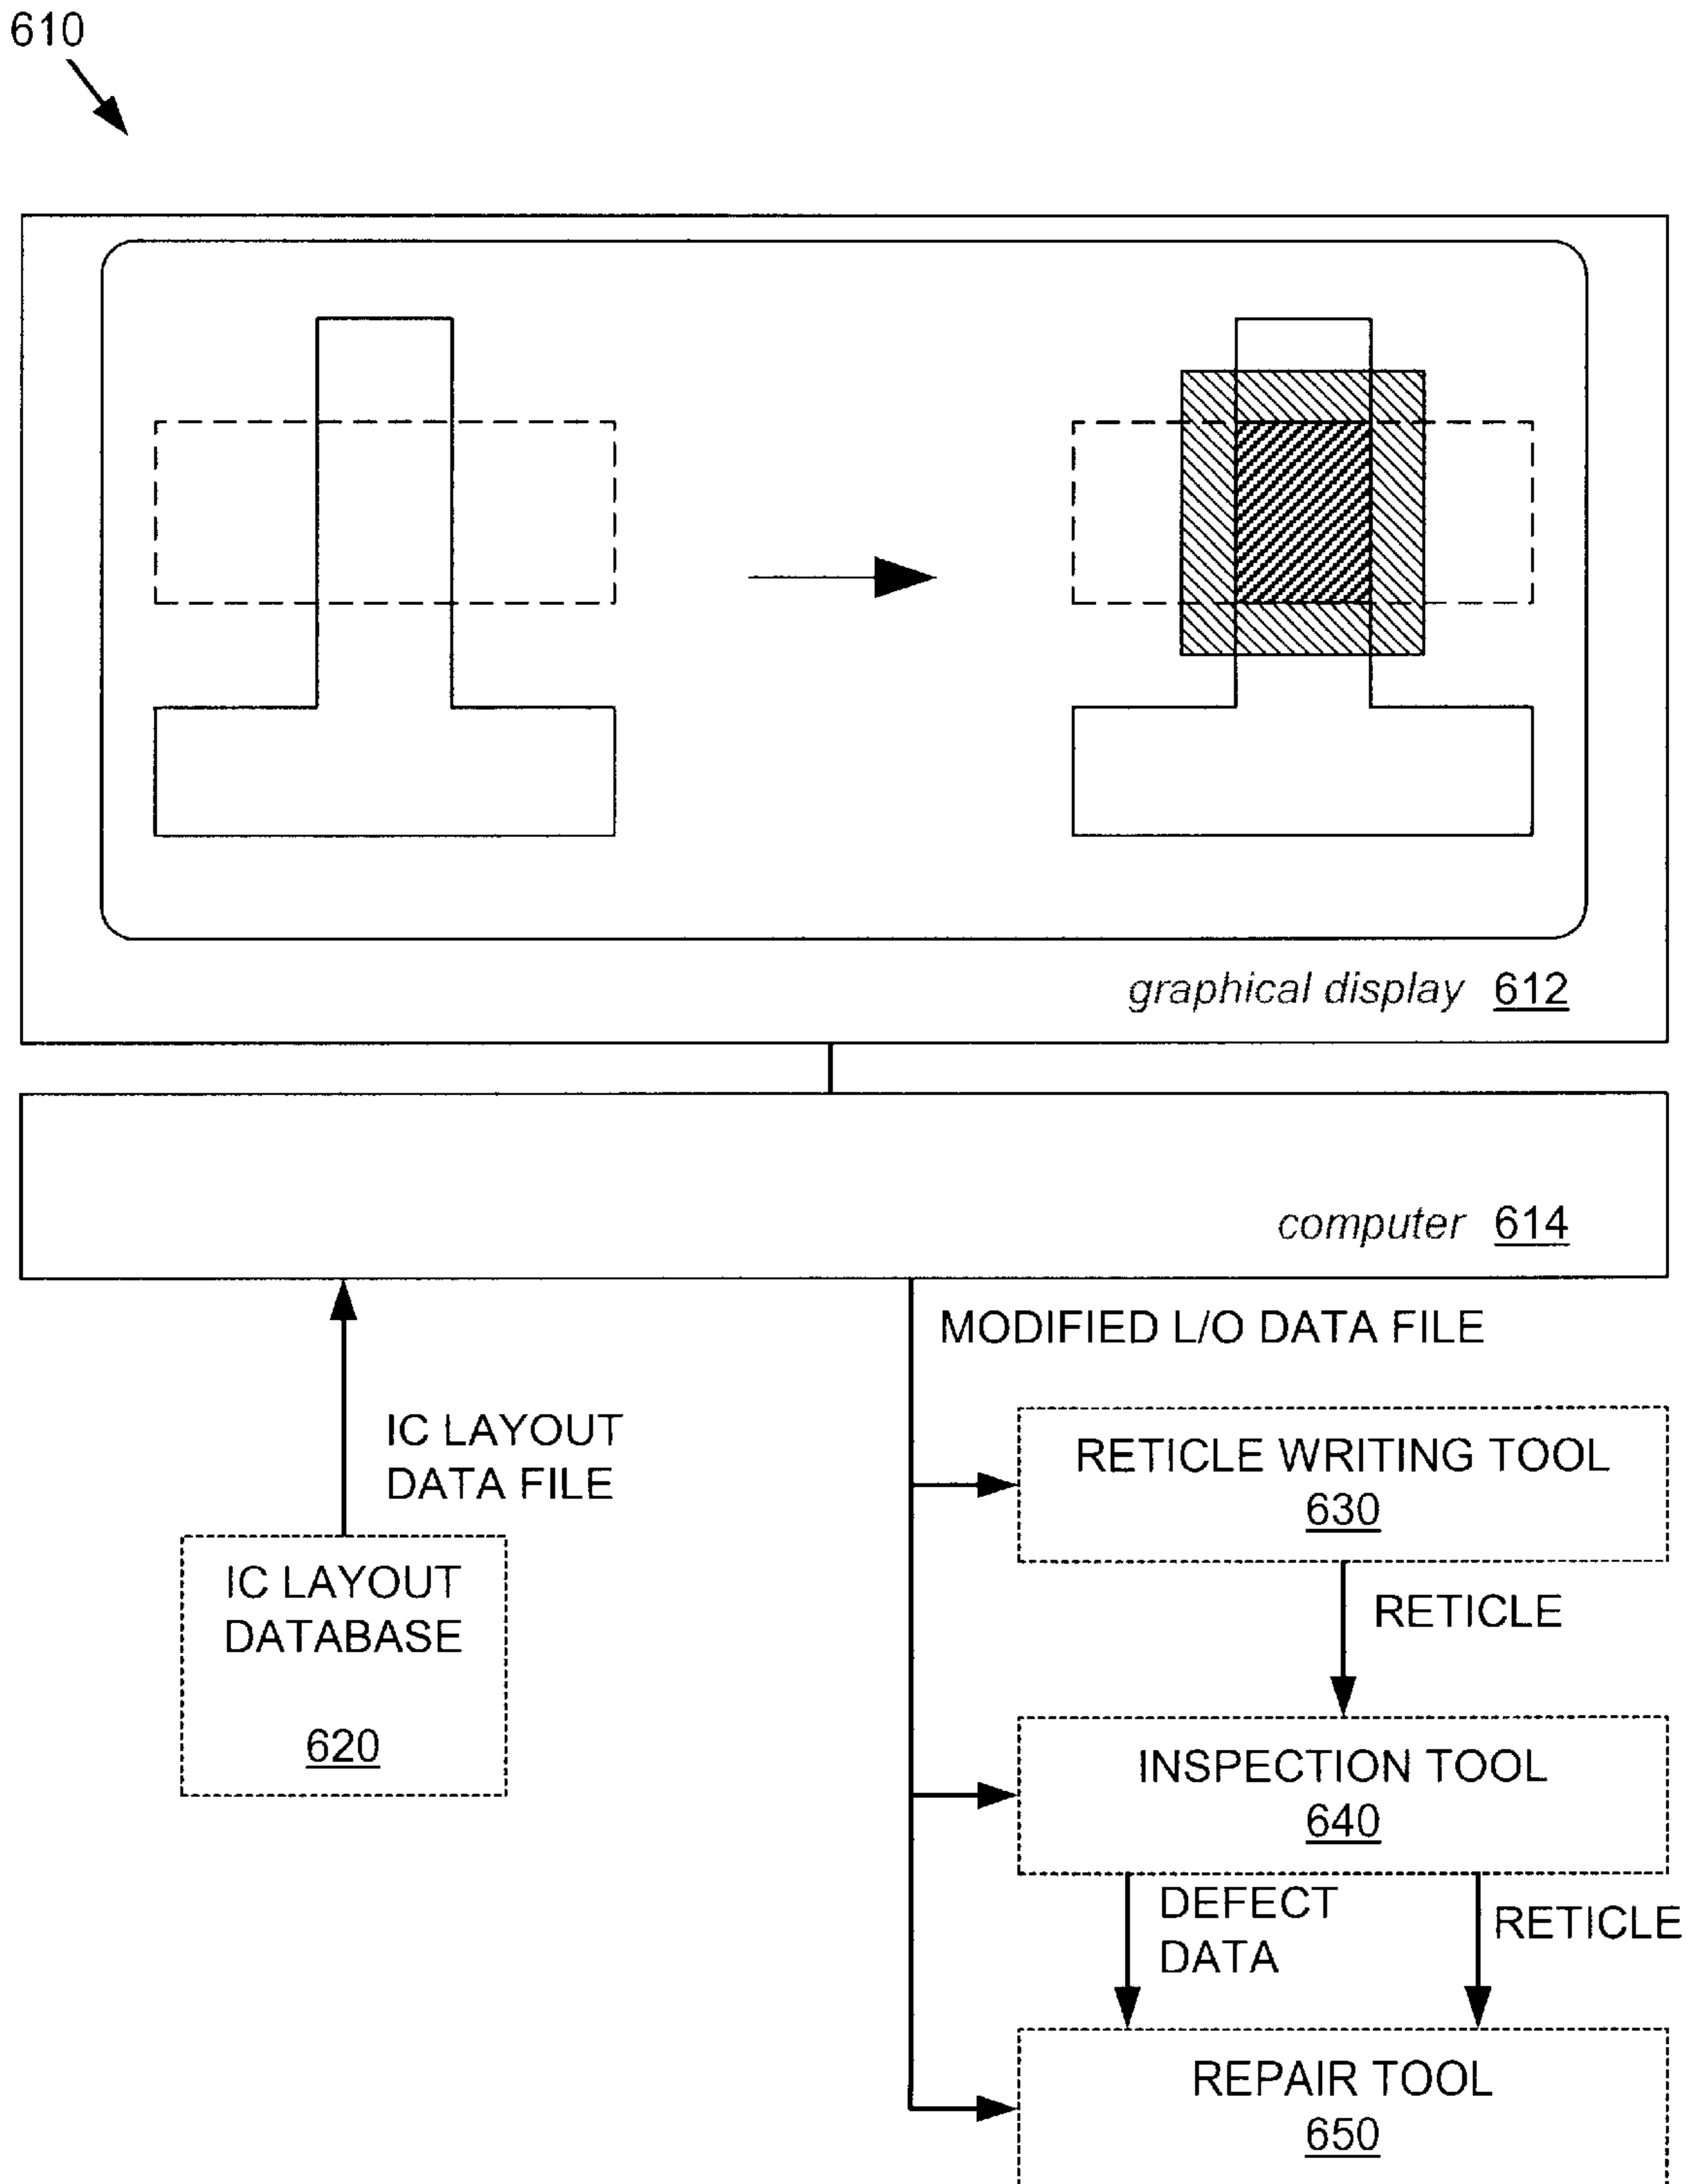 610
graphical display 612
computer 614
MODIFIED L/O DATA FILE
IC LAYOUT
DATA FILE
RETICLE WRITING TOOL
630
IC LAYOUT
DATABASE
620
RETICLE
INSPECTION TOOL
640
DEFECT
DATA
RETICLE
REPAIR TOOL
650